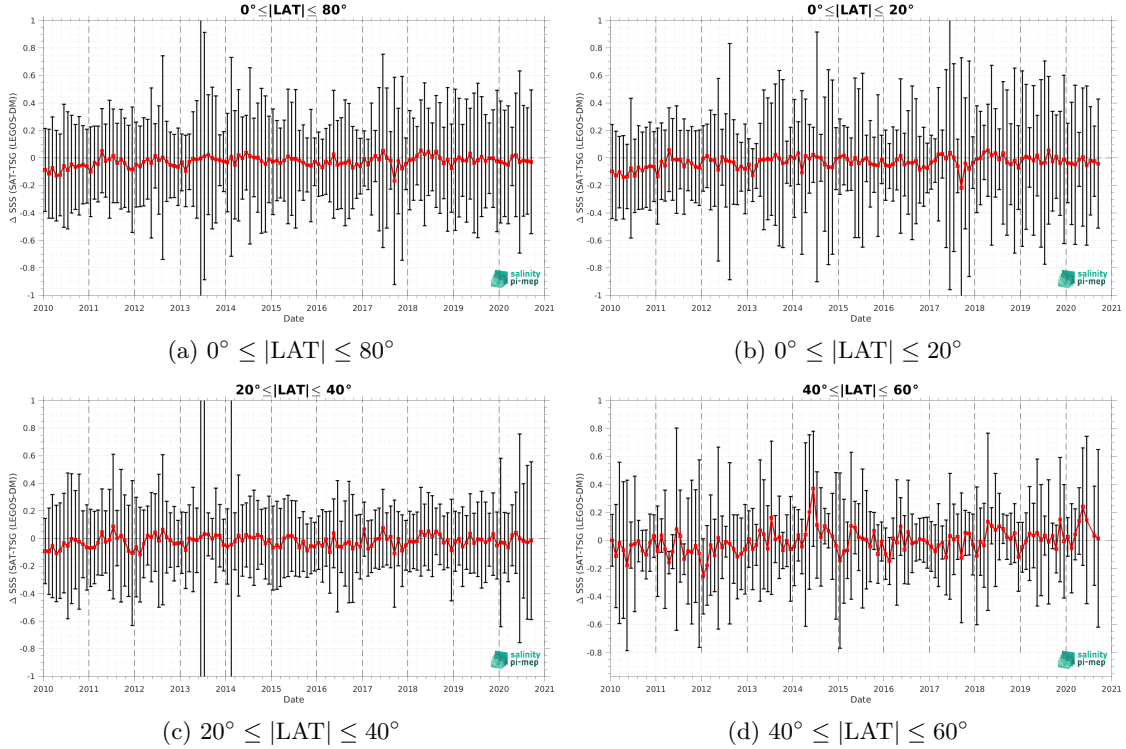 0°≤|LAT|≤ 80°
1
0.8
0.6
0.4
0.2
0
-0.2
-0.4
-0.6
-0.8
-1
Δ SSS (SAT-TSG (LEGOS-DM))
2010 2011 2012 2013 2014 2015 2016 2017 2018 2019 2020 2021
Date
salinity
pi-mep
(a) 0° ≤ |LAT| ≤ 80°
0°≤|LAT|≤ 20°
1
0.8
0.6
0.4
0.2
0
-0.2
-0.4
-0.6
-0.8
-1
Δ SSS (SAT-TSG (LEGOS-DM))
2010 2011 2012 2013 2014 2015 2016 2017 2018 2019 2020 2021
Date
salinity
pi-mep
(b) 0° ≤ |LAT| ≤ 20°
20°≤|LAT|≤ 40°
1
0.8
0.6
0.4
0.2
0
-0.2
-0.4
-0.6
-0.8
-1
Δ SSS (SAT-TSG (LEGOS-DM))
2010 2011 2012 2013 2014 2015 2016 2017 2018 2019 2020 2021
Date
salinity
pi-mep
(c) 20° ≤ |LAT| ≤ 40°
40°≤|LAT|≤ 60°
0.8
0.6
0.4
0.2
0
-0.2
-0.4
-0.6
-0.8
Δ SSS (SAT-TSG (LEGOS-DM))
2010 2011 2012 2013 2014 2015 2016 2017 2018 2019 2020 2021
Date
salinity
pi-mep
(d) 40° ≤ |LAT| ≤ 60°